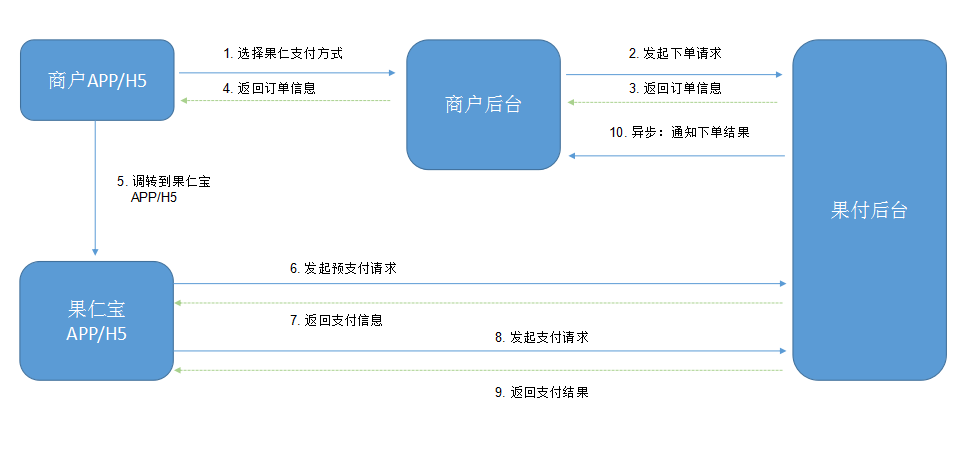 商户APP/H5
1. 选择果仁支付方式
4. 返回订单信息
商户后台
2. 发起下单请求
3. 返回订单信息
10. 异步：通知下单结果
果付后台
5. 调转到果仁宝
APP/H5
果仁宝
APP/H5
6. 发起预支付请求
7. 返回支付信息
8. 发起支付请求
9. 返回支付结果